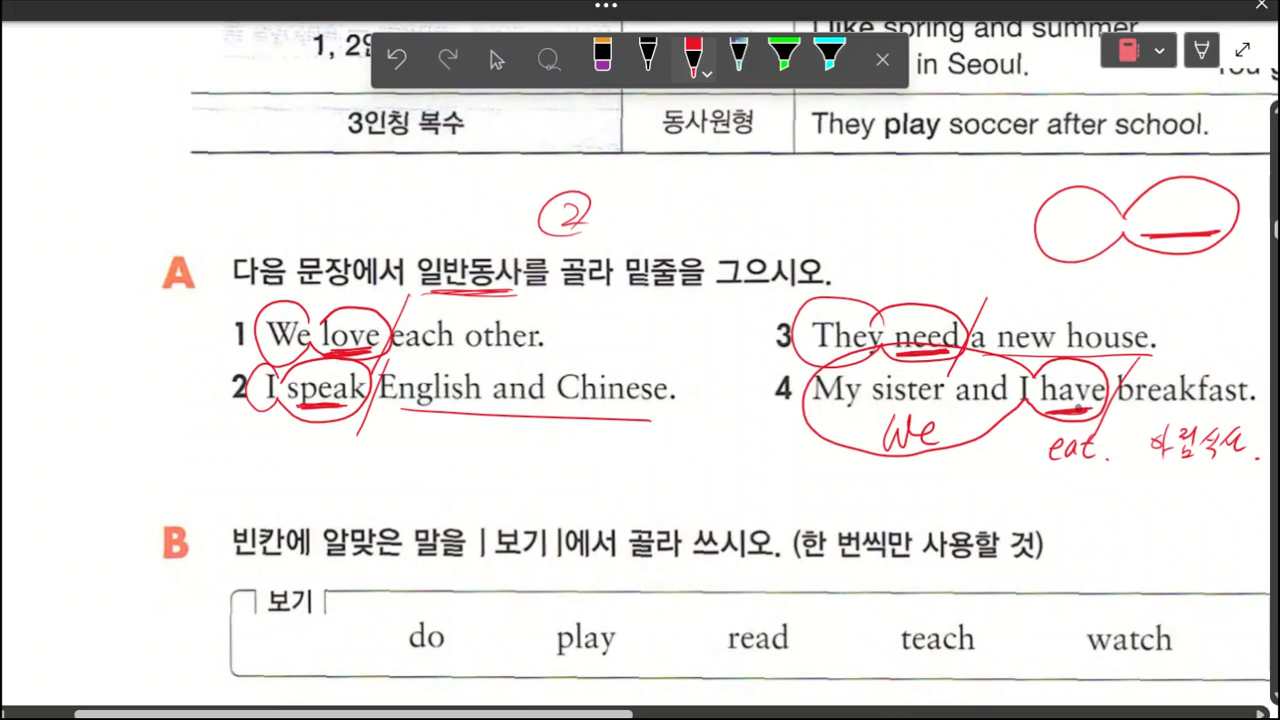 I like spring and summer
1, 2인
in Seoul.
You
3인칭 복수 동사원형 They play soccer after school.
②
A 다음 문장에서 일반동사를 골라 밑줄을 그으시오.
1 We love each other.
3 They need a new house.
2 I speak English and Chinese.
4 My sister and I have breakfast.
We eat. 아침식사.
B 빈칸에 알맞은 말을 | 보기 |에서 골라 쓰시오. (한 번씩만 사용할 것)
보기
do play read teach watch